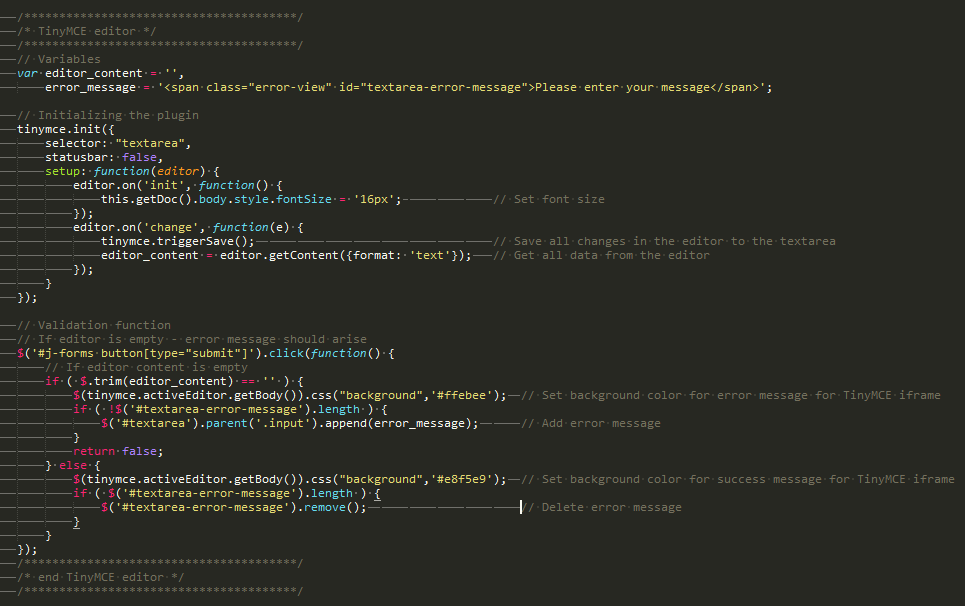 /***************************************/
/* TinyMCE editor */
/***************************************/
// Variables
var editor_content = '',
error_message = '<span class="error-view" id="textarea-error-message">Please enter your message</span>';
// Initializing the plugin
tinymce.init({
selector: "textarea",
statusbar: false,
setup: function(editor) {
editor.on('init', function() {
this.getDoc().body.style.fontSize = '16px'; // Set font size
});
editor.on('change', function(e) {
tinymce.triggerSave(); // Save all changes in the editor to the textarea
editor_content = editor.getContent({format: 'text'}); // Get all data from the editor
});
}
});
// Validation function
// If editor is empty - error message should arise
$('#j-forms button[type="submit"]').click(function() {
// If editor content is empty
if ( $.trim(editor_content) == '' ) {
$(tinymce.activeEditor.getBody()).css("background",'#ffebee'); // Set background color for error message for TinyMCE iframe
if ( !$('#textarea-error-message').length ) {
$('#textarea').parent('.input').append(error_message); // Add error message
}
return false;
} else {
$(tinymce.activeEditor.getBody()).css("background",'#e8f5e9'); // Set background color for success message for TinyMCE iframe
if ( $('#textarea-error-message').length ) {
$('#textarea-error-message').remove(); // Delete error message
}
}
});
/***************************************/
/* end TinyMCE editor */
/***************************************/